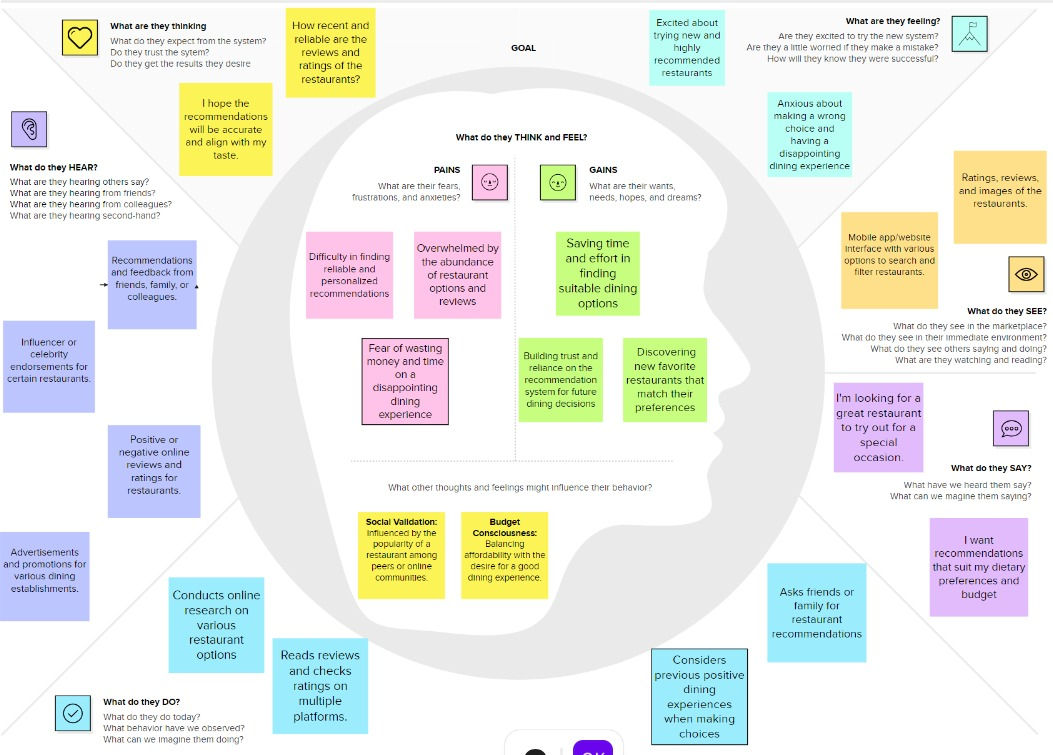 What are they thinking
What do they expect from the system?
Do they trust the sytem?
Do they get the results they desire
How recent and
reliable are the
reviews and
ratings of the
restaurants?
I hope the
recommendations
will be accurate
and align with my
taste.
GOAL
Excited about
trying new and
highly
recommended
restaurants
What are they feeling?
Are they excited to try the new system?
Are they a little worried if they make a mistake?
How will they know they were successful?
Anxious about
making a wrong
choice and
having a
disappointing
dining experience
What do they HEAR?
What are they hearing others say?
What are they hearing from friends?
What are they hearing from colleagues?
What are they hearing second-hand?
Recommendations
and feedback from
friends, family, or
colleagues.
Influencer or
celebrity
endorsements for
certain restaurants.
Positive or
negative online
reviews and
ratings for
restaurants.
Advertisements
and promotions for
various dining
establishments.
What do they THINK and FEEL?
PAINS
What are their fears,
frustrations, and anxieties?
GAINS
What are their wants,
needs, hopes, and dreams?
Difficulty in finding
reliable and
personalized
recommendations
Overwhelmed by
the abundance
of restaurant
options and
reviews
Fear of wasting
money and time
on a
disappointing
dining
experience
Saving time
and effort in
finding
suitable dining
options
Building trust and
reliance on the
recommendation
system for future
dining decisions
Discovering
new favorite
restaurants that
match their
preferences
What other thoughts and feelings might influence their behavior?
Social Validation:
Influenced by the
popularity of a
restaurant among
peers or online
communities.
Budget
Consciousness:
Balancing
affordability with the
desire for a good
dining experience.
Ratings, reviews,
and images of the
restaurants.
Mobile app/website
interface with various
options to search and
filter restaurants.
What do they SEE?
What do they see in the marketplace?
What do they see in their immediate environment?
What do they see others saying and doing?
What are they watching and reading?
I'm looking for a
great restaurant
to try out for a
special
occasion.
What do they SAY?
What have we heard them say?
What can we magine them saying?
I want
recommendations
that suit my dietary
preferences and
budget
Conducts online
research on
various
restaurant
options
Reads reviews
and checks
ratings on
multiple
platforms.
What do they DO?
What do they do today?
What behavior have we observed?
What can we imagine them doing?
Considers
previous positive
dining
experiences
when making
choices
Asks friends or
family for
restaurant
recommendations